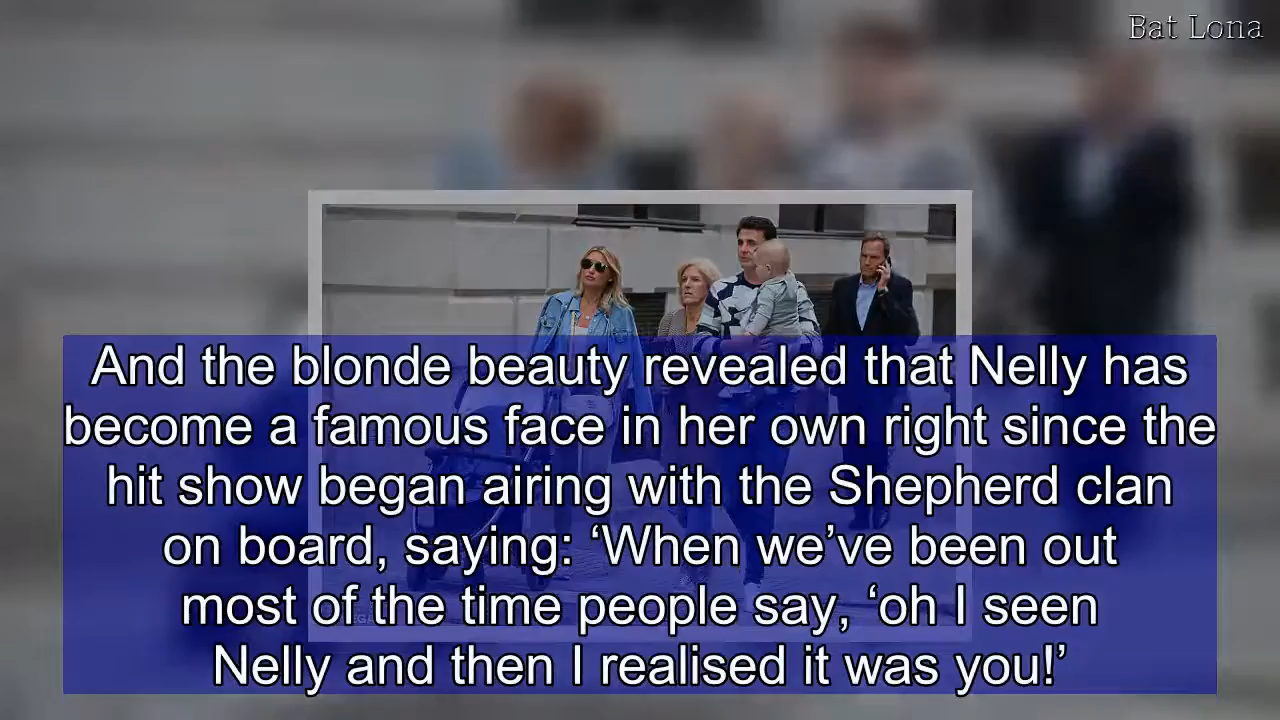 Bat Lona
And the blonde beauty revealed that Nelly has
become a famous face in her own right since the
hit show began airing with the Shepherd clan
on board, saying: ‘When we’ve been out
most of the time people say, ‘oh I seen
Nelly and then I realised it was you!’